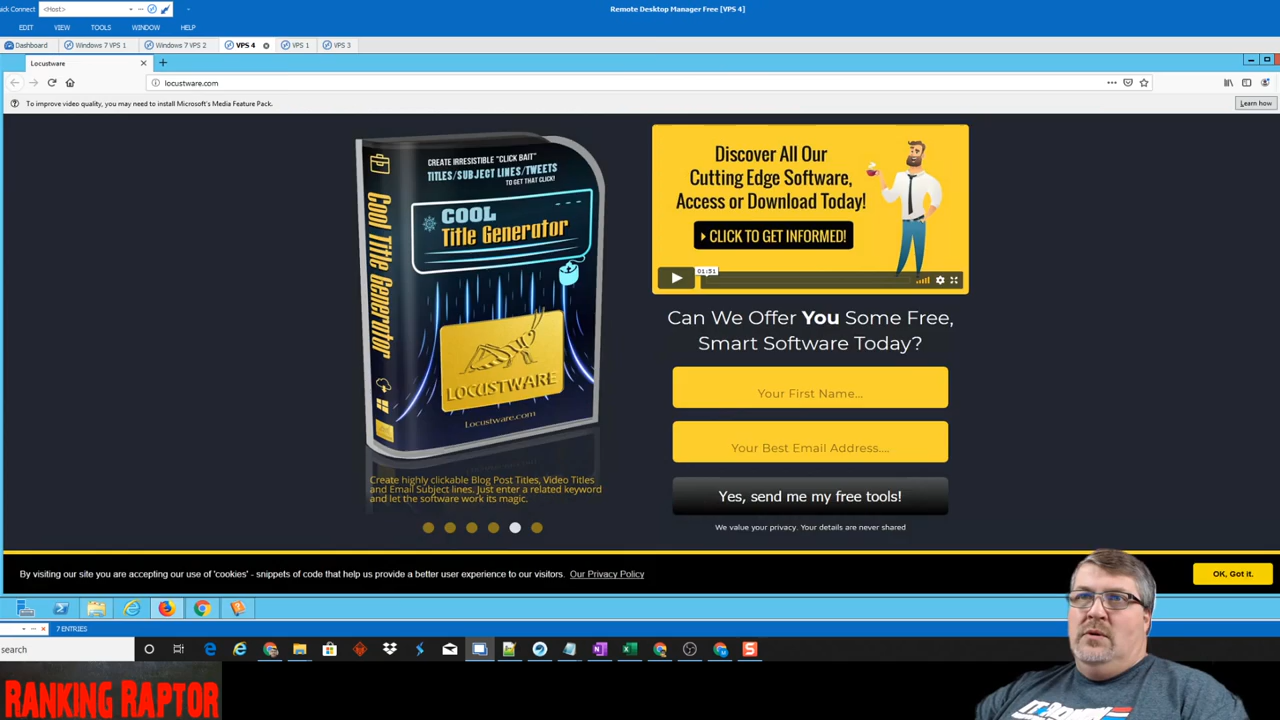 ck Connect <Host>
Remote Desktop Manager Free [VPS 4]
EDIT VIEW TOOLS WINDOW HELP
Dashboard Windows 7 VPS 1 Windows 7 VPS 2 VPS 4 VPS 1 VPS 3
Locustware
locustware.com
To improve video quality, you may need to install Microsoft's Media Feature Pack.
Learn how
CREATE IRRESISTIBLE "CLICK BAIT"
TITLES/SUBJECT LINES/TWEETS
TO GET THAT CLICK!
COOL
Title Generator
Cool Title Generator
LOCUSTWARE
Locustware.com
Create highly clickable Blog Post Titles, Video Titles
and Email Subject lines. Just enter a related keyword
and let the software work its magic.
Discover All Our
Cutting Edge Software,
Access or Download Today!
CLICK TO GET INFORMED!
01:51
Can We Offer You Some Free,
Smart Software Today?
Your First Name...
Your Best Email Address....
Yes, send me my free tools!
We value your privacy. Your details are never shared
By visiting our site you are accepting our use of 'cookies' - snippets of code that help us provide a better user experience to our visitors. Our Privacy Policy
OK, Got it.
7 ENTRIES
search
RANKING RAPTOR